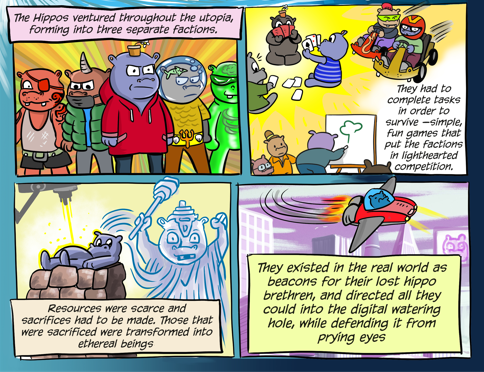 The Hippos ventured throughout the utopia,
forming into three separate factions.
They had to
complete tasks
in order to
survive —simple,
fun games that
put the factions
in lighthearted
competition.
Resources were scarce and
sacrifices had to be made. Those that
were sacrificed were transformed into
ethereal beings
They existed in the real world as
beacons for their lost hippo
brethren, and directed all they
could into the digital watering
hole, while defending it from
prying eyes